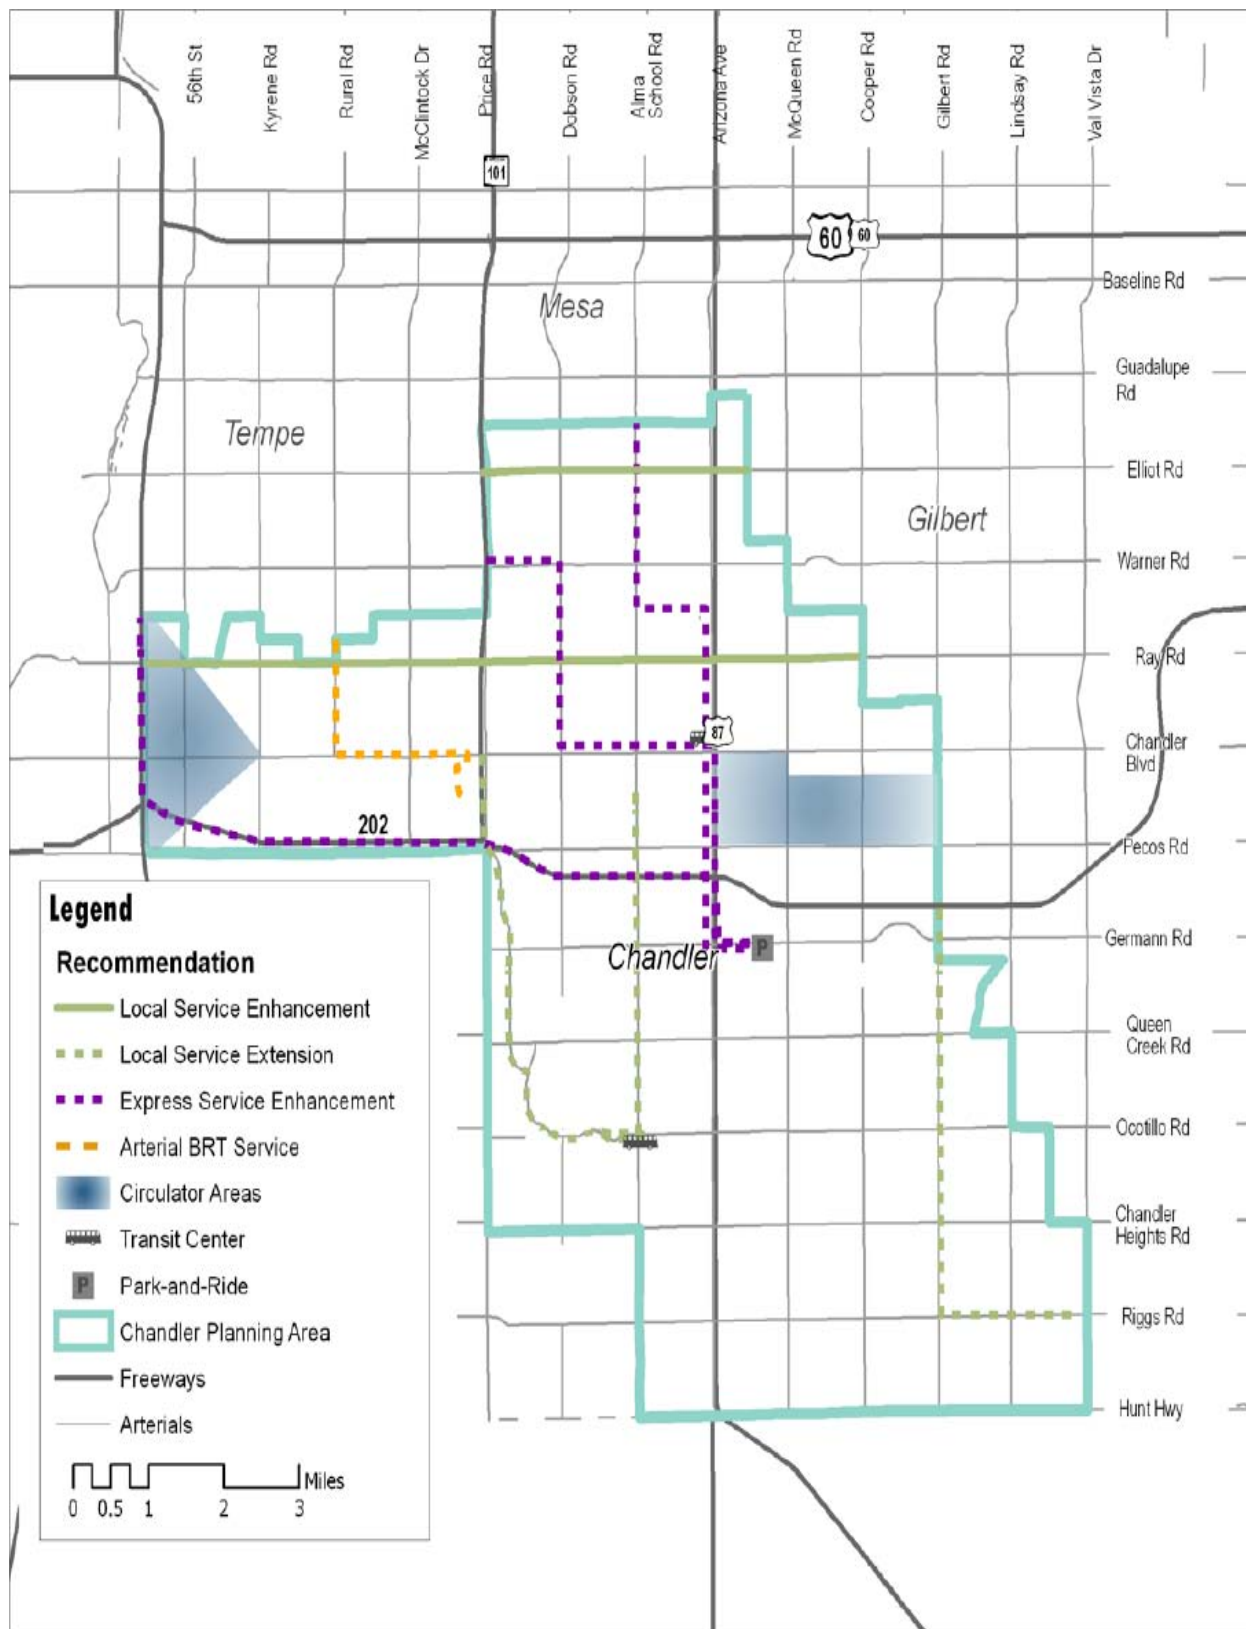 56th St
Kyrene Rd
Rural Rd
McClintock Dr
Price Rd
Dobson Rd
Alma
School Rd
Arizona Ave
McQueen Rd
Cooper Rd
Gilbert Rd
Lindsay Rd
Val Vista Dr
101
60
60
Baseline Rd
Mesa
Guadalupe
Rd
Tempe
Elliot Rd
Gilbert
Warner Rd
Ray Rd
87
Chandler
Blvd
202
Pecos Rd
Germann Rd
Chandler
P
Queen
Creek Rd
Ocotillo Rd
Chandler
Heights Rd
Riggs Rd
Hunt Hwy
Legend
Recommendation
Local Service Enhancement
Local Service Extension
Express Service Enhancement
Arterial BRT Service
Circulator Areas
Transit Center
P Park-and-Ride
Chandler Planning Area
Freeways
Arterials
Miles
0 0.5 1 2 3